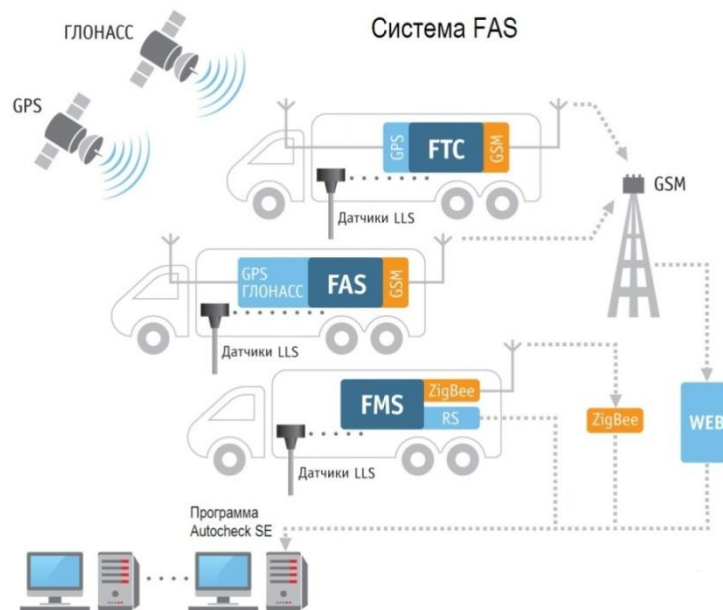 Система FAS
ГЛОНАСС
GPS
GPS
FTC
GSM
Датчики LLS
GSM
GPS
ГЛОНАСС
FAS
GSM
Датчики LLS
FMS
ZigBee
RS
Датчики LLS
ZigBee
WEB
Программа
Autocheck SE